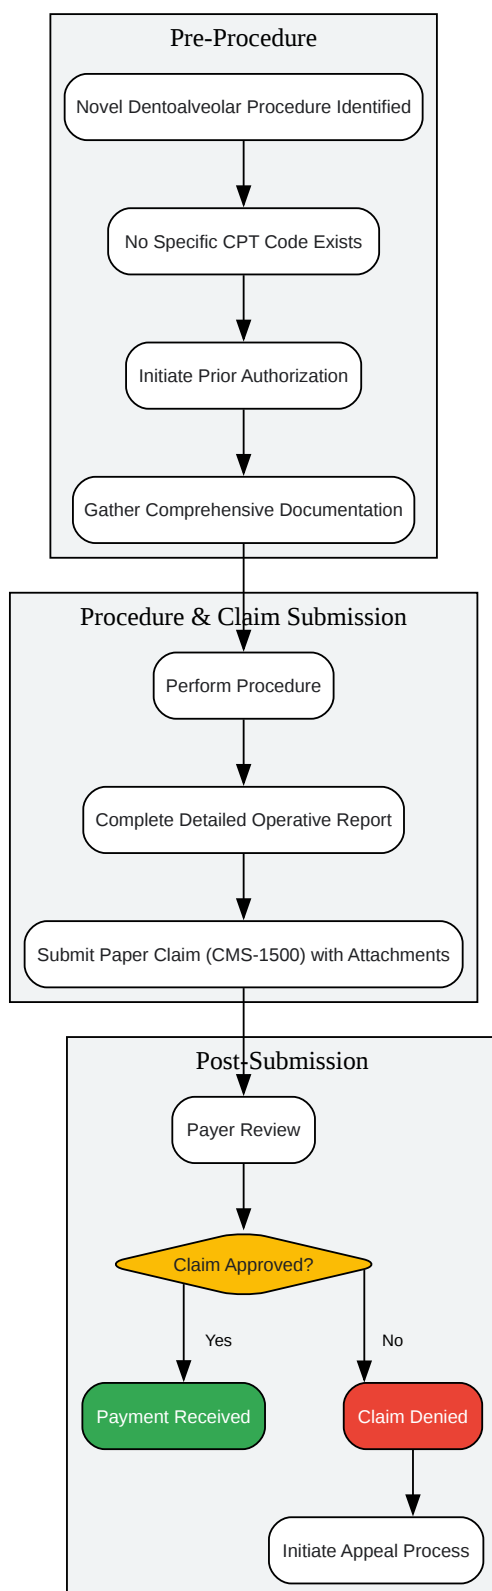 Pre-Procedure
Novel Dentoalveolar Procedure Identified
No Specific CPT Code Exists
Initiate Prior Authorization
Gather Comprehensive Documentation
Procedure & Claim Submission
Perform Procedure
Complete Detailed Operative Report
Submit Paper Claim (CMS-1500) with Attachments
Post-Submission
Payer Review
Claim Approved?
Yes
No
Payment Received
Claim Denied
Initiate Appeal Process